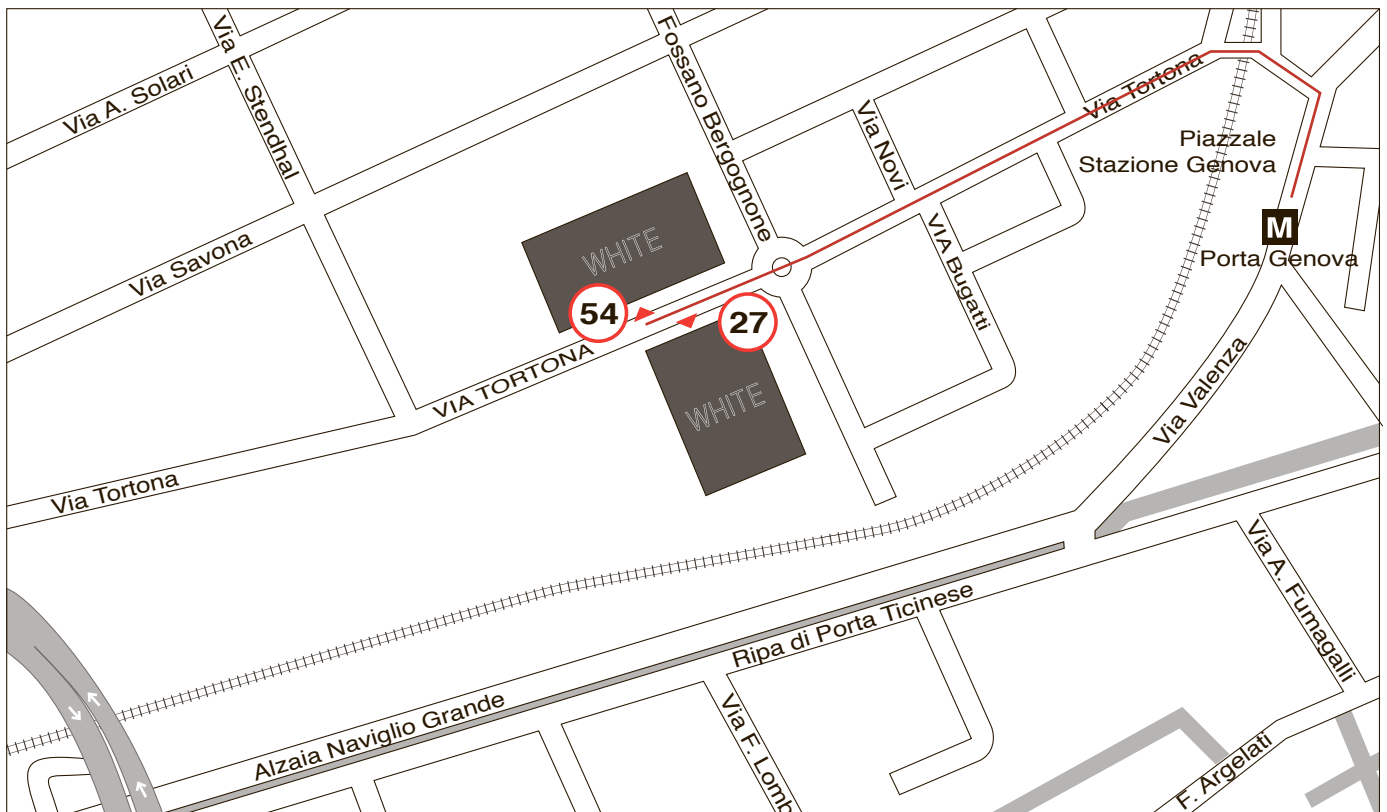 Via E. Stendhal
Fossano Bergognone
Via A. Solari
Via Tortona
Via Novi
Piazzale
Stazione Genova
M
Porta Genova
WHITE
Via Savona
VIA Bugatti
54
27
VIA TORTONA
WHITE
Via Valenza
Via Tortona
Via A. Fumagalli
Ripa di Porta Ticinese
Alzaia Naviglio Grande
Via F. Lomb
F. Argelati